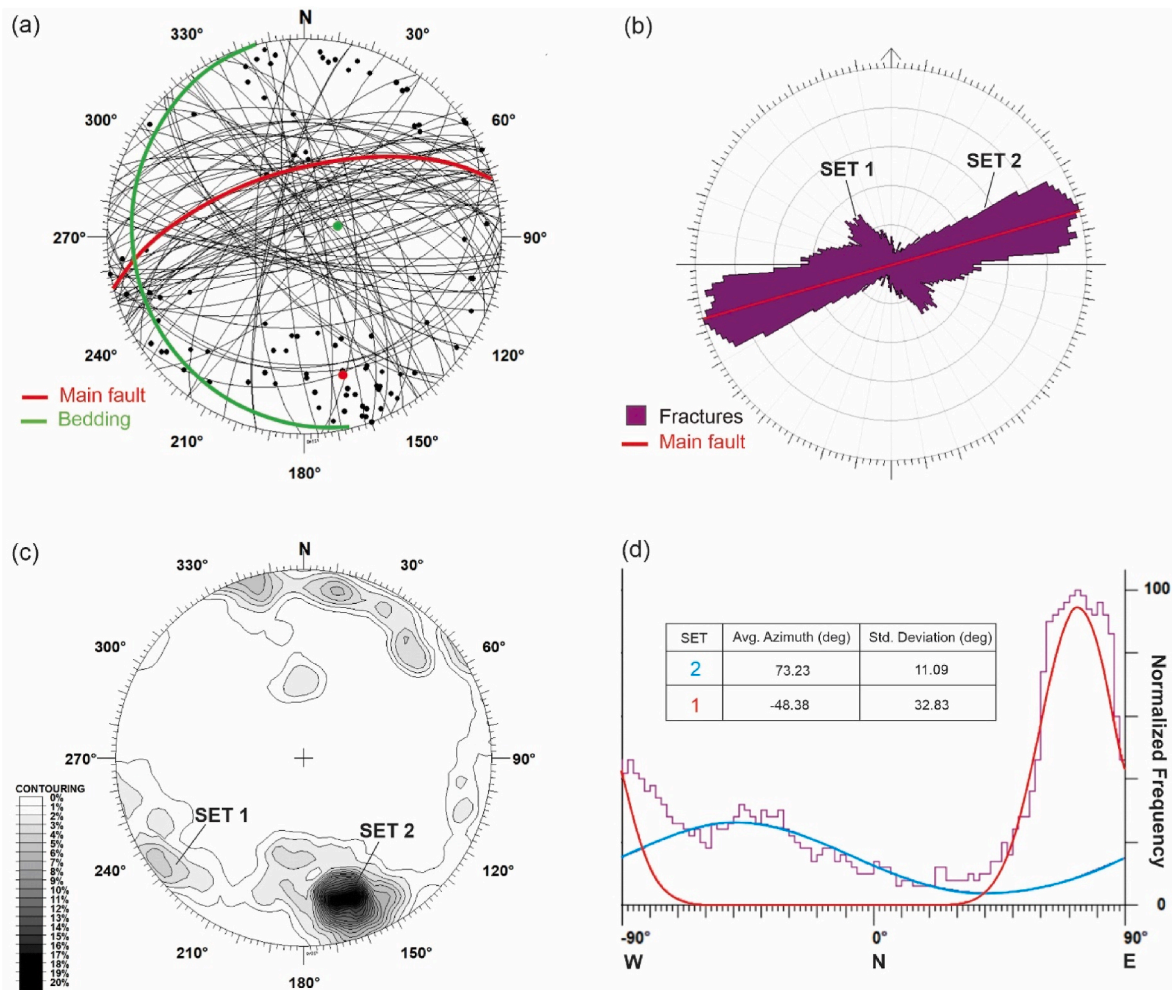 (a)
N
30°
60°
90°
120°
150°
180°
210°
240°
270°
300°
330°
Main fault
Bedding
(b)
SET 1
SET 2
Fractures
Main fault
(c)
N
30°
60°
90°
120°
150°
180°
210°
240°
270°
300°
330°
SET 1
SET 2
CONTOURING
0%
1%
2%
3%
4%
5%
6%
7%
8%
9%
10%
11%
12%
13%
14%
15%
16%
17%
18%
19%
20%
(d)
SET Avg. Azimuth (deg) Std. Deviation (deg)
2 73.23 11.09
1 -48.38 32.83
100
Normalized Frequency
0
-90° 0° 90°
W N E